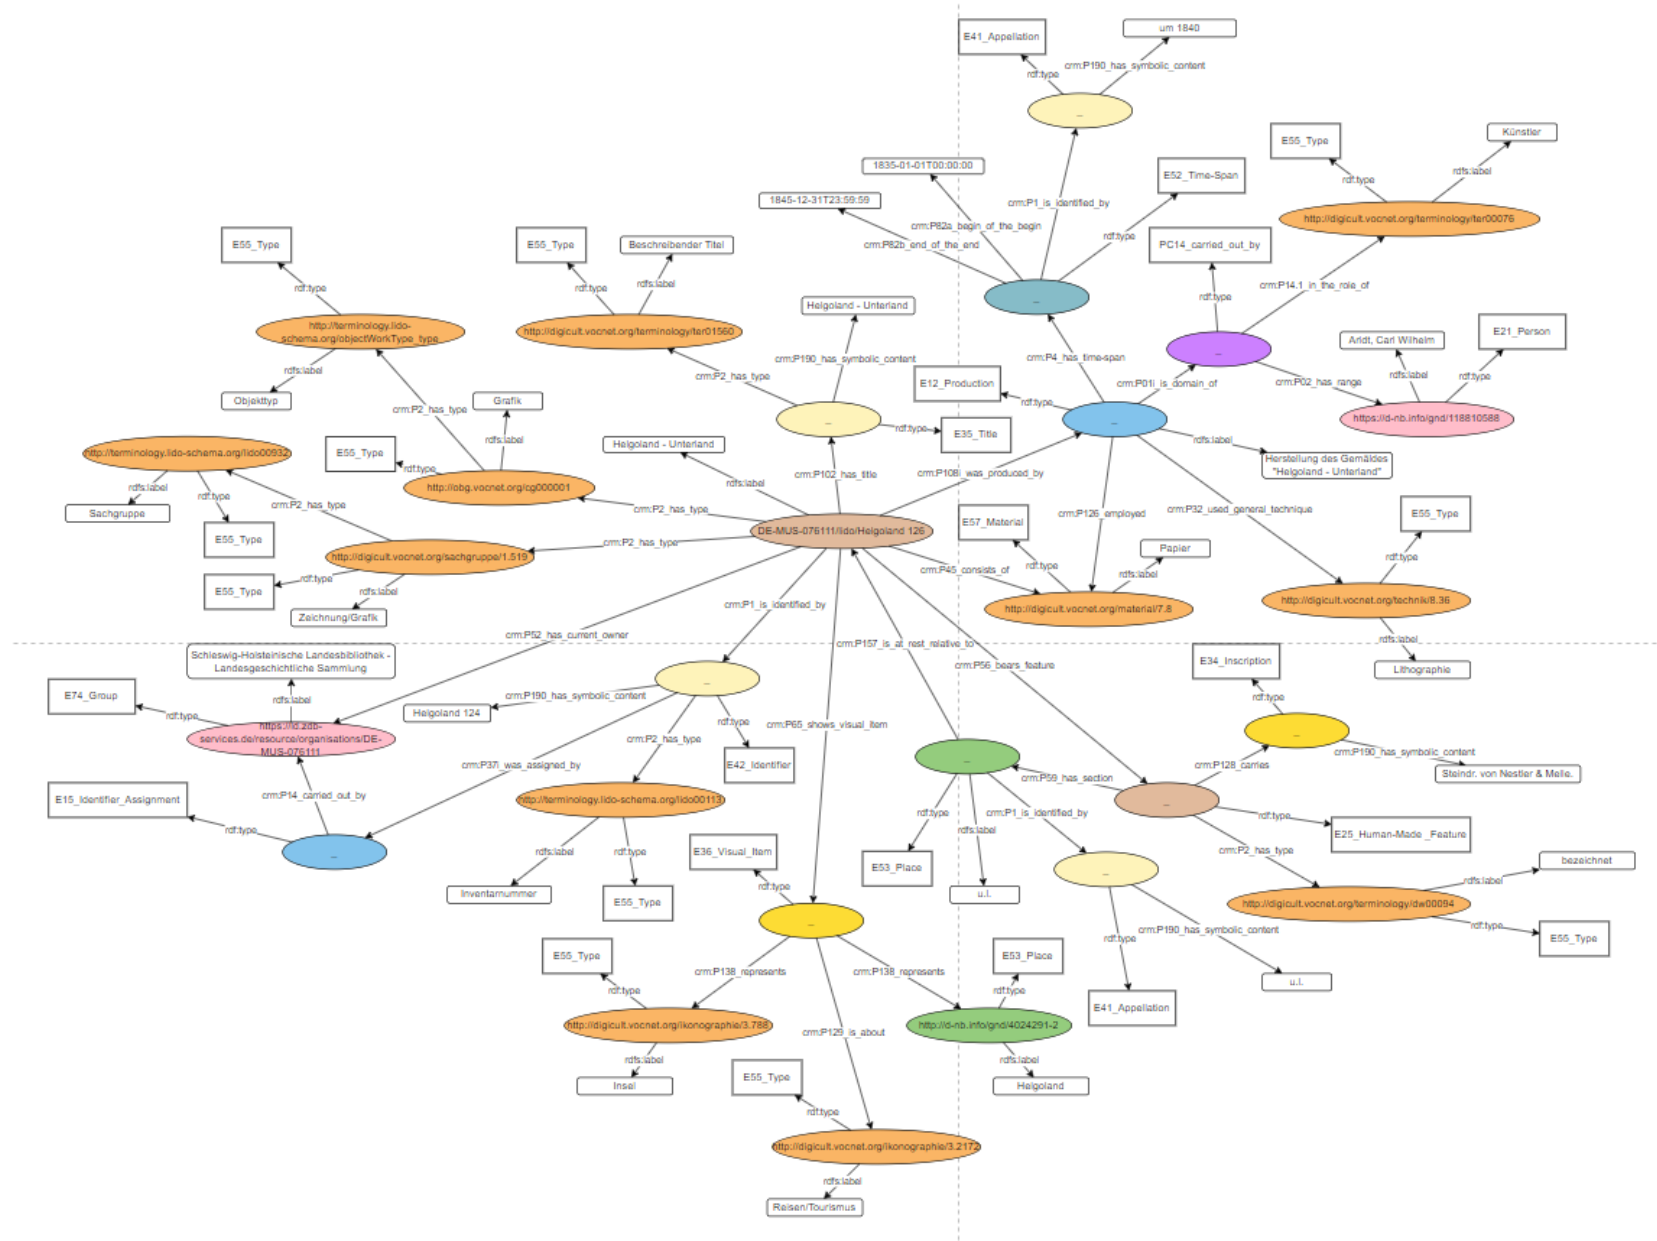 um 1840
E41_Appellation
crm:P190_has_symbolic_content
rdf:type
_
Künstler
E55_Type
1835-01-01T00:00:00
E52_Time-Span
rdfs:label
rdf:type
1845-12-31T23:59:59
crm:P1_is_identified_by
http://digicult.vocnet.org/terminology/ter00076
crm:P82a_begin_of_the_begin
rdf:type
crm:P82b_end_of_the_end
PC14_carried_out_by
E55_Type
E55_Type
Beschreibender Titel
rdf:type
rdf:type
rdfs:label
crm:P14.1_in_the_role_of
rdf:type
_
Helgoland - Unterland
http://terminology.lido-
schema.org/objectWorkType_type
http://digicult.vocnet.org/terminology/ter01560
E21_Person
Arldt, Carl Wilhelm
_
crm:P190_has_symbolic_content
crm:P4_has_time-span
rdfs:label
crm:P2_has_type
rdfs:label
rdf:type
E12_Production
crm:P01i_is_domain_of
crm:P02_has_range
Objekttyp
Grafik
rdf:type
crm:P2_has_type
_
_
https://d-nb.info/gnd/118810588
rdf:type
E35_Title
rdfs:label
rdfs:label
Helgoland - Unterland
http://terminology.lido-schema.org/lido00932
E55_Type
rdf:type
crm:P102_has_title
crm:P108i_was_produced_by
Herstellung des Gemäldes
"Helgoland - Unterland"
rdfs:label
rdfs:label
http://obg.vocnet.org/cg000001
rdf:type
crm:P2_has_type
crm:P2_has_type
crm:P126_employed
crm:P32_used_general_technique
Sachgruppe
E57_Material
E55_Type
DE-MUS-076111/lido/Helgoland 126
E55_Type
crm:P2_has_type
Papier
http://digicult.vocnet.org/sachgruppe/1.519
rdf:type
rdf:type
crm:P45_consists_of
rdf:type
rdfs:label
E55_Type
rdfs:label
http://digicult.vocnet.org/technik/8.36
crm:P1_is_identified_by
http://digicult.vocnet.org/material/7.8
Zeichnung/Grafik
crm:P52_has_current_owner
crm:P157_is_at_rest_relative_to
rdfs:label
Schleswig-Holsteinische Landesbibliothek -
Landesgeschichtliche Sammlung
crm:P56_bears_feature
E34_Inscription
Lithographie
_
E74_Group
crm:P190_has_symbolic_content
rdf:type
rdfs:label
Helgoland 124
rdf:type
rdf:type
crm:P65_shows_visual_item
_
https://ld.zdb-
services.de/resource/organisations/DE-
MUS-076111
crm:P2_has_type
crm:P190_has_symbolic_content
_
crm:P37i_was_assigned_by
E42_Identifier
crm:P128_carries
Steindr. von Nestler & Melle.
crm:P59_has_section
crm:P14_carried_out_by
E15_Identifier_Assignment
http://terminology.lido-schema.org/lido00113
_
rdf:type
crm:P1_is_identified_by
rdf:type
rdf:type
rdfs:label
E25_Human-Made _Feature
_
rdfs:label
rdf:type
E36_Visual_Item
crm:P2_has_type
bezeichnet
E53_Place
_
rdfs:label
rdf:type
Inventarnummer
u.l.
E55_Type
http://digicult.vocnet.org/terminology/dw00094
_
rdf:type
crm:P190_has_symbolic_content
rdf:type
E55_Type
E55_Type
E53_Place
crm:P138_represents
crm:P138_represents
u.l.
rdf:type
rdf:type
E41_Appellation
http://digicult.vocnet.org/ikonographie/3.788
http://d-nb.info/gnd/4024291-2
crm:P129_is_about
rdfs:label
rdfs:label
E55_Type
Insel
Helgoland
rdf:type
http://digicult.vocnet.org/ikonographie/3.2172
rdfs:label
Reisen/Tourismus